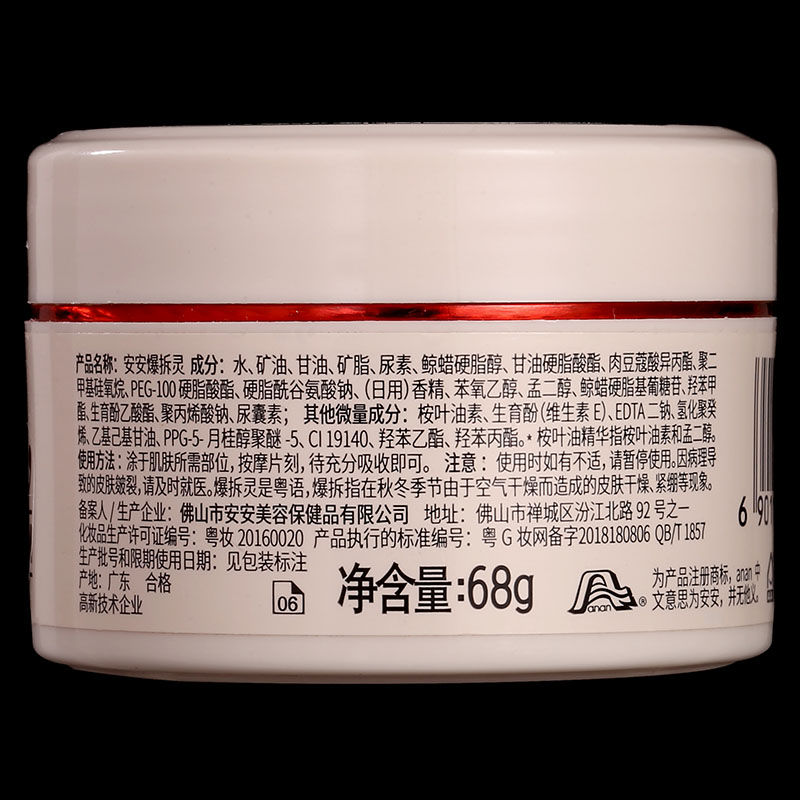 产品名称：安安爆拆灵 成分：水、矿油、甘油、矿脂、尿素、鲸蜡硬脂醇、甘油硬脂酸酯、肉豆蔻酸异丙酯、聚二
甲基硅氧烷、PEG-100 硬脂酸酯、硬脂酰谷氨酸钠、（日用）香精、苯氧乙醇、孟二醇、鲸蜡硬脂基葡糖苷、羟苯甲
酯、生育酚乙酸酯、聚丙烯酸钠、尿囊素； 其他微量成分：桉叶油素、生育酚（维生素 E）、EDTA 二钠、氢化聚癸
烯、乙基己基甘油、PPG-5- 月桂醇聚醚 -5、CI 19140、羟苯乙酯、羟苯丙酯。* 桉叶油精华指桉叶油素和孟二醇。
使用方法：涂于肌肤所需部位，按摩片刻，待充分吸收即可。 注意：使用时如有不适，请暂停使用。因病理导
致的皮肤皴裂，请及时就医。爆拆灵是粤语，爆拆指在秋冬季节由于空气干燥而造成的皮肤干燥、紧绷等现象。
备案人 / 生产企业：佛山市安安美容保健品有限公司 地址：佛山市禅城区汾江北路 92 号之一
化妆品生产许可证编号：粤妆 20160020 产品执行的标准编号：粤 G 妆网备字2018180806 QB/T 1857
生产批号和限期使用日期：见包装标注
产地：广东 合格
高新技术企业
06
净含量：68g
anan ®
为产品注册商标，anan 中
文意思为安安，并无他义。
6 901